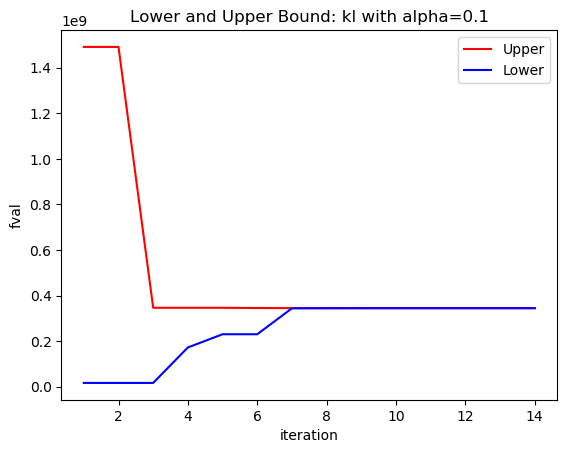 Lower and Upper Bound: kl with alpha=0.1
1e9
Upper
Lower
1.4
1.2
1.0
0.8
0.6
0.4
0.2
0.0
fval
2 4 6 8 10 12 14
iteration